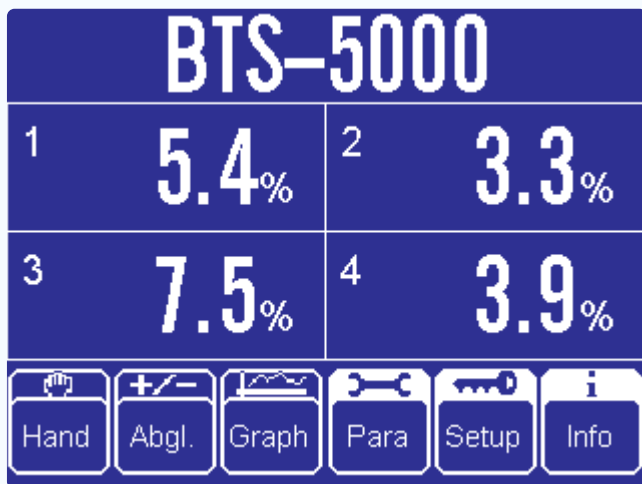 BTS-5000
1 5.4% 2 3.3%
3 7.5% 4 3.9%
+/- i
Hand Abgl. Graph Para Setup Info